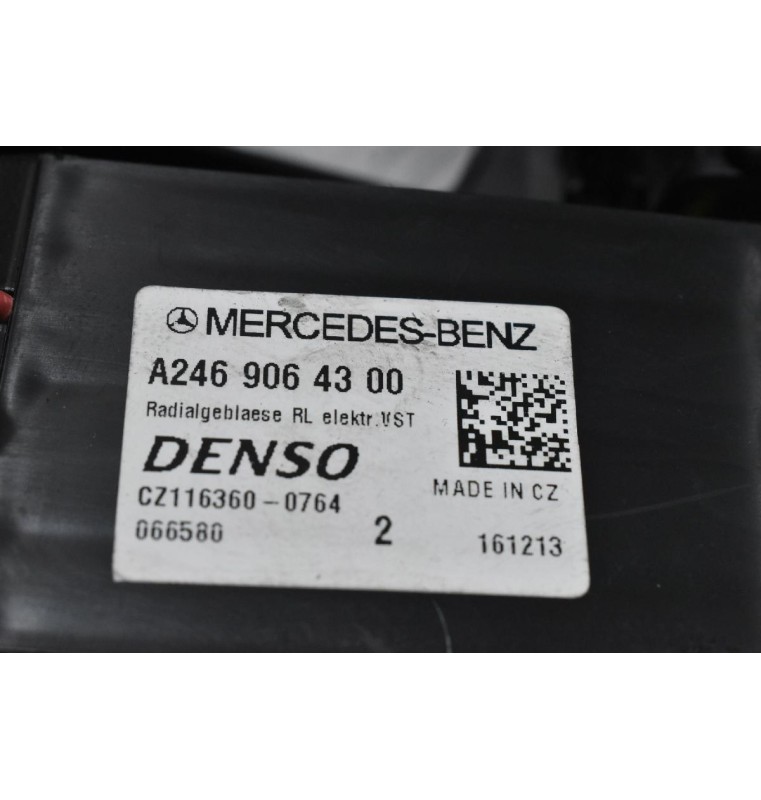 MERCEDES-BENZ
A246 906 43 00
Radialgeblaese RL elektr.VST
DENSO
MADE IN CZ
CZ116360-0764
066580 2 161213